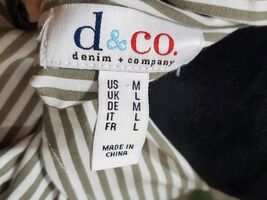 d&co.
denim + company
US M
UK L
DE M
IT L
FR L
MADE IN
CHINA